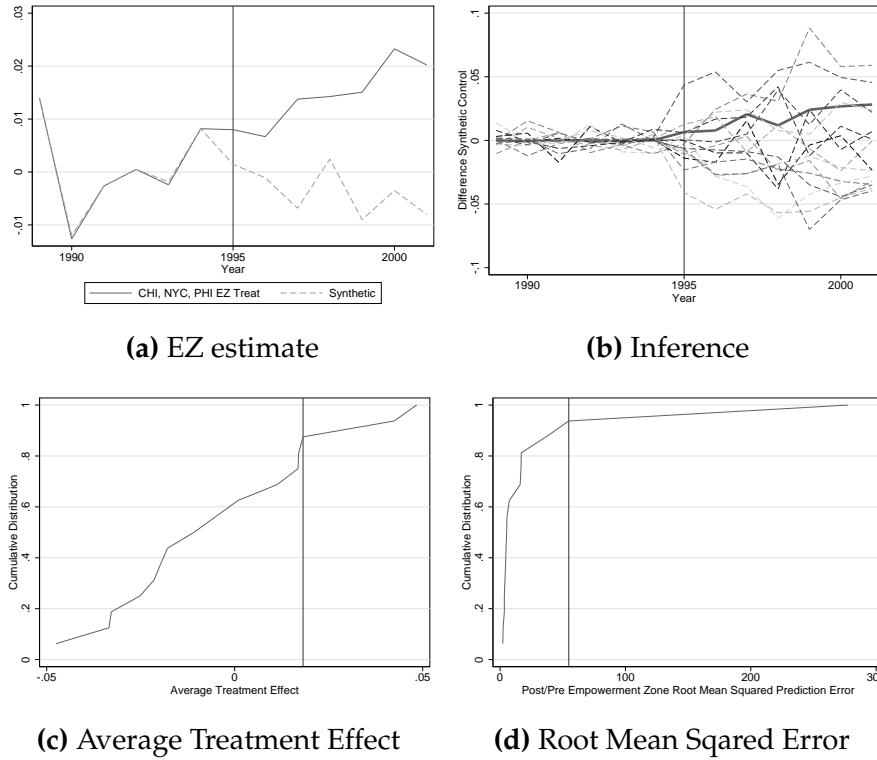 .03
.02
.01
0
-.01
1990
1995
2000
Year
CHI, NYC, PHI EZ Treat
Synthetic
(a) EZ estimate
Difference Synthetic Control
.1
.05
0
-.05
-.1
1990
1995
2000
Year
(b) Inference
Cumulative Distribution
1
.8
.6
.4
.2
0
-.05
0
.05
Average Treatment Effect
(c) Average Treatment Effect
Cumulative Distribution
1
.8
.6
.4
.2
0
0
100
200
Post/Pre Empowerment Zone Root Mean Squared Prediction Error
(d) Root Mean Sqared Error